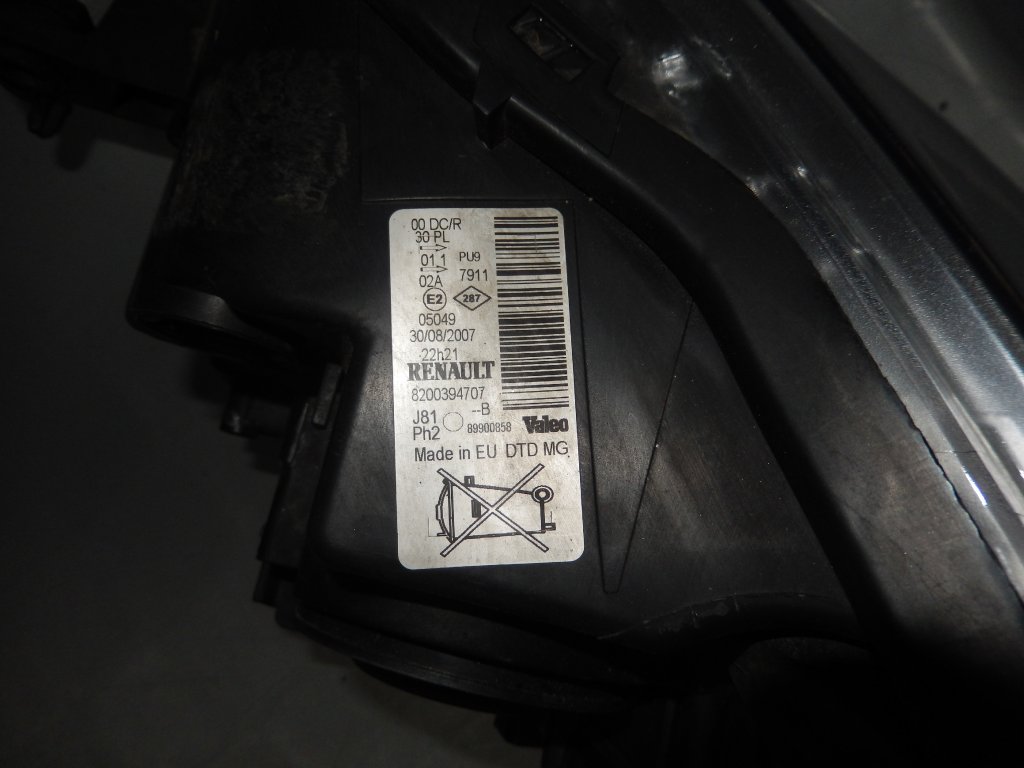 00 DC/R
30 PL
01 1 PU9
02A 7911
E2 287
05049
30/08/2007
22h21
RENAULT
8200394707
J81 --B
Ph2 89900858 Valeo
Made in EU DTD MG